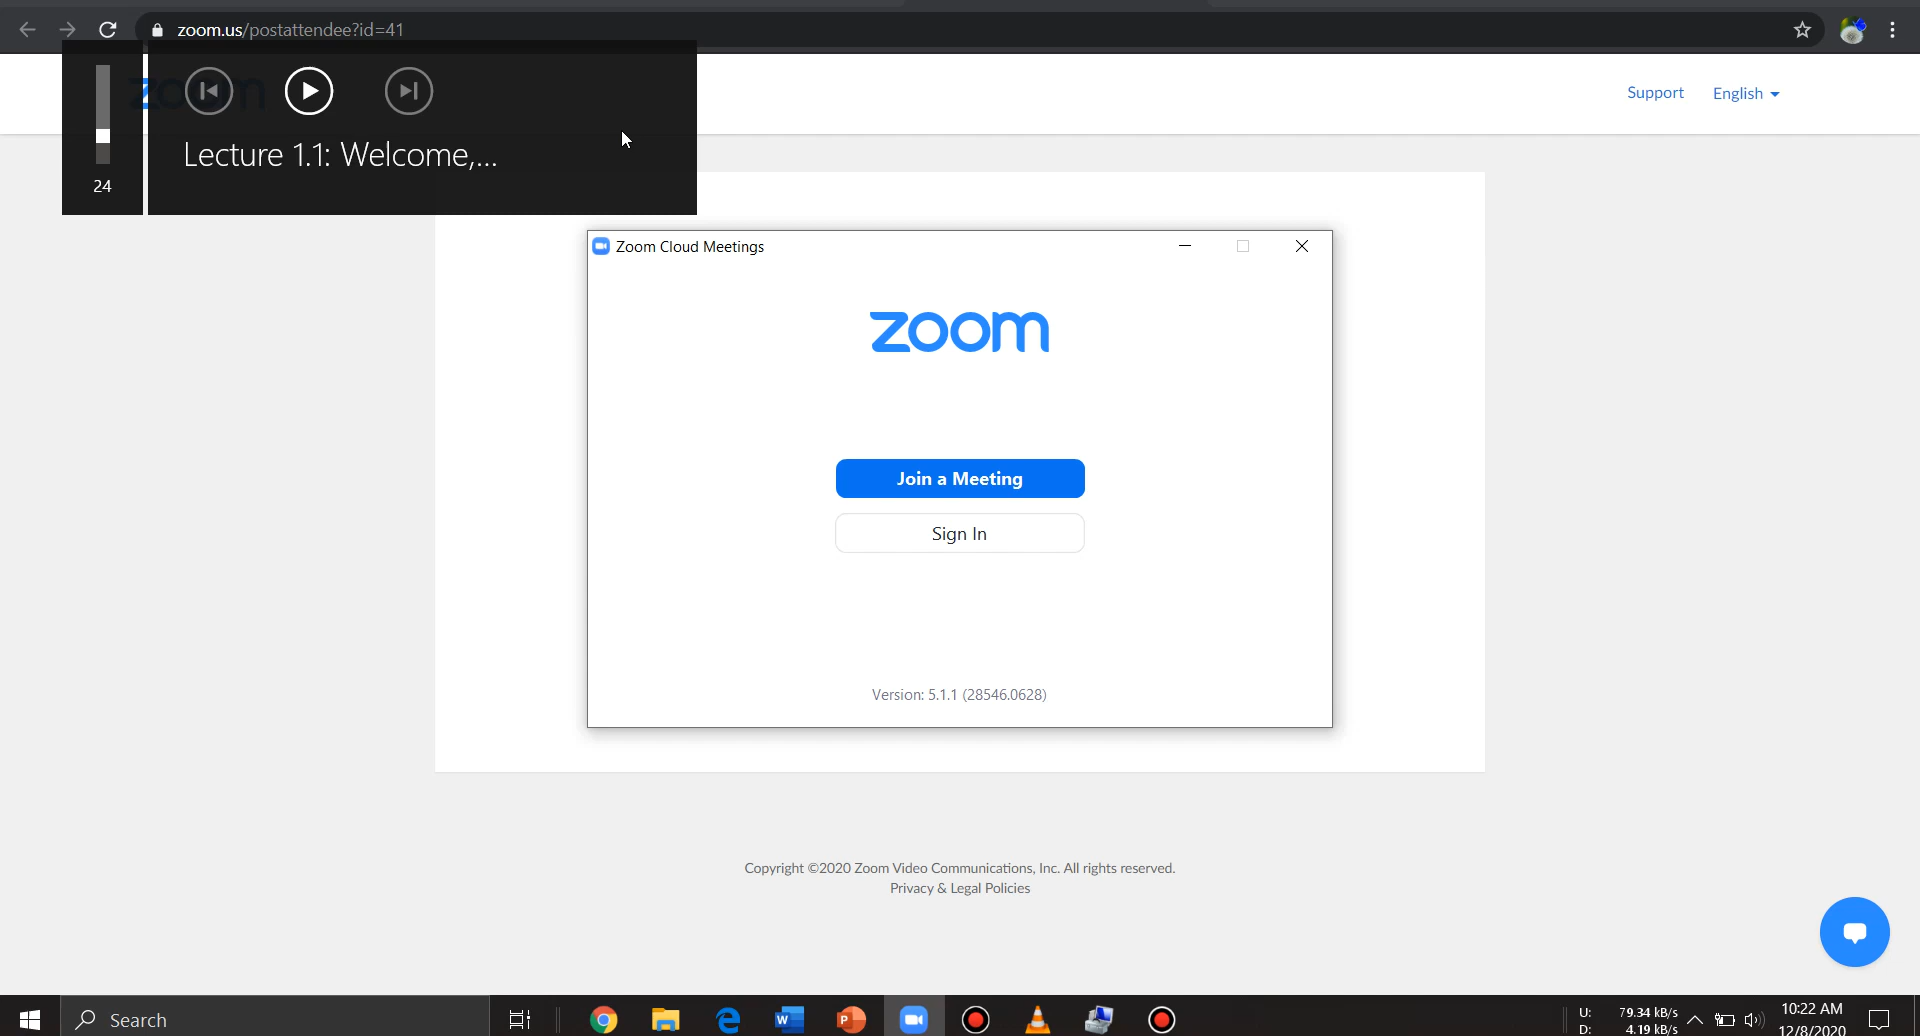 zoom.us/postattendee?id=41
zoom
Support
English
Lecture 1.1: Welcome,...
24
Zoom Cloud Meetings
zoom
Join a Meeting
Sign In
Version: 5.1.1 (28546.0628)
Copyright ©2020 Zoom Video Communications, Inc. All rights reserved.
Privacy & Legal Policies
Search
U: 79.34 kB/s
D: 4.19 kB/s
10:22 AM
12/8/2020